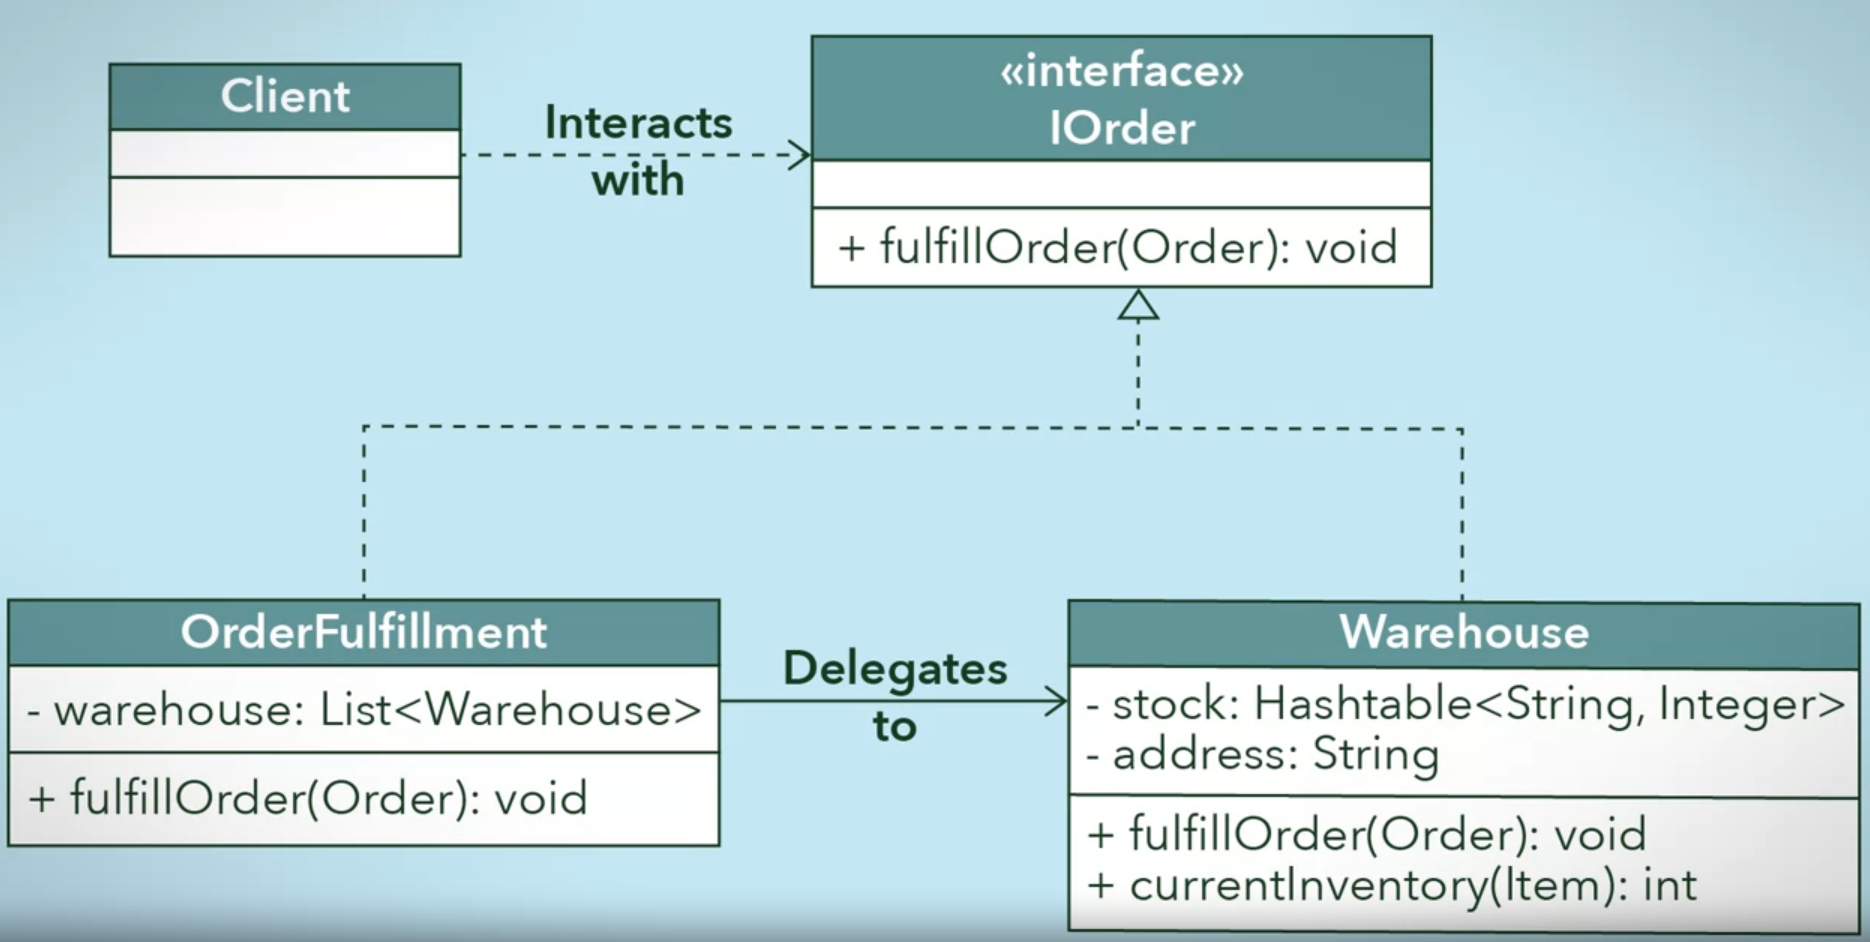 Client
Interacts
with
«interface»
IOrder
+ fulfillOrder(Order): void
OrderFulfillment
- warehouse: List<Warehouse>
+ fulfillOrder(Order): void
Delegates
to
Warehouse
- stock: Hashtable<String, Integer>
- address: String
+ fulfillOrder(Order): void
+ currentInventory(Item): int